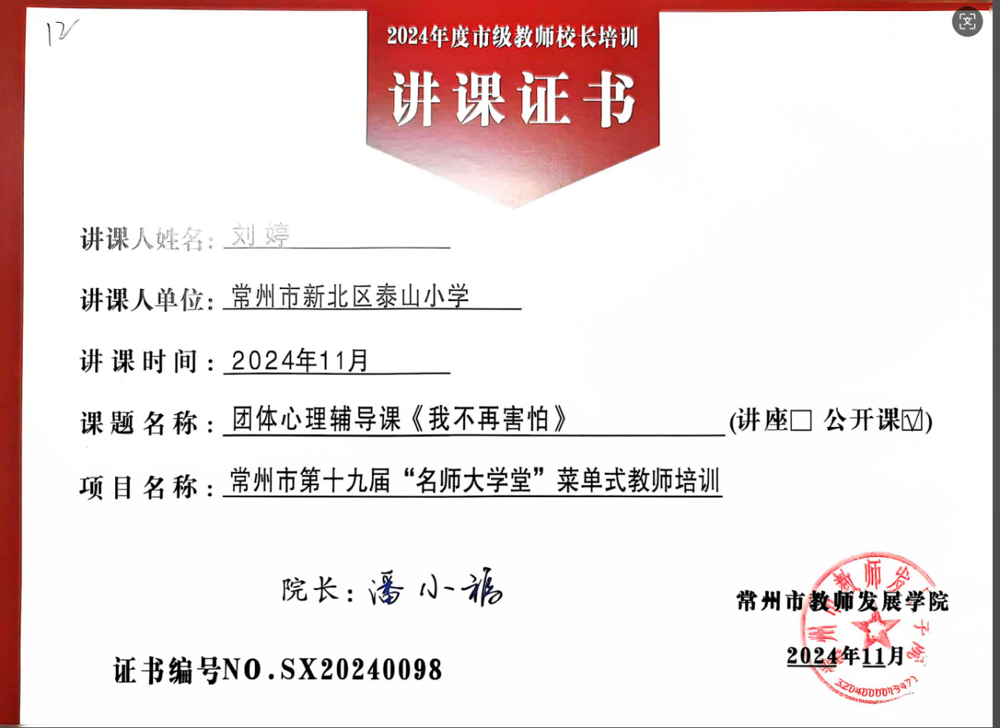 12
2024年度市级教师校长培训
讲课证书
讲课人姓名：刘婷
讲课人单位：常州市新北区泰山小学
讲课时间：2024年11月
课题名称：团体心理辅导课《我不再害怕》 (讲座□ 公开课☑)
项目名称：常州市第十九届“名师大学堂”菜单式教师培训
院长：潘小福
常州市教师发展学院
2024年11月
证书编号NO.SX20240098